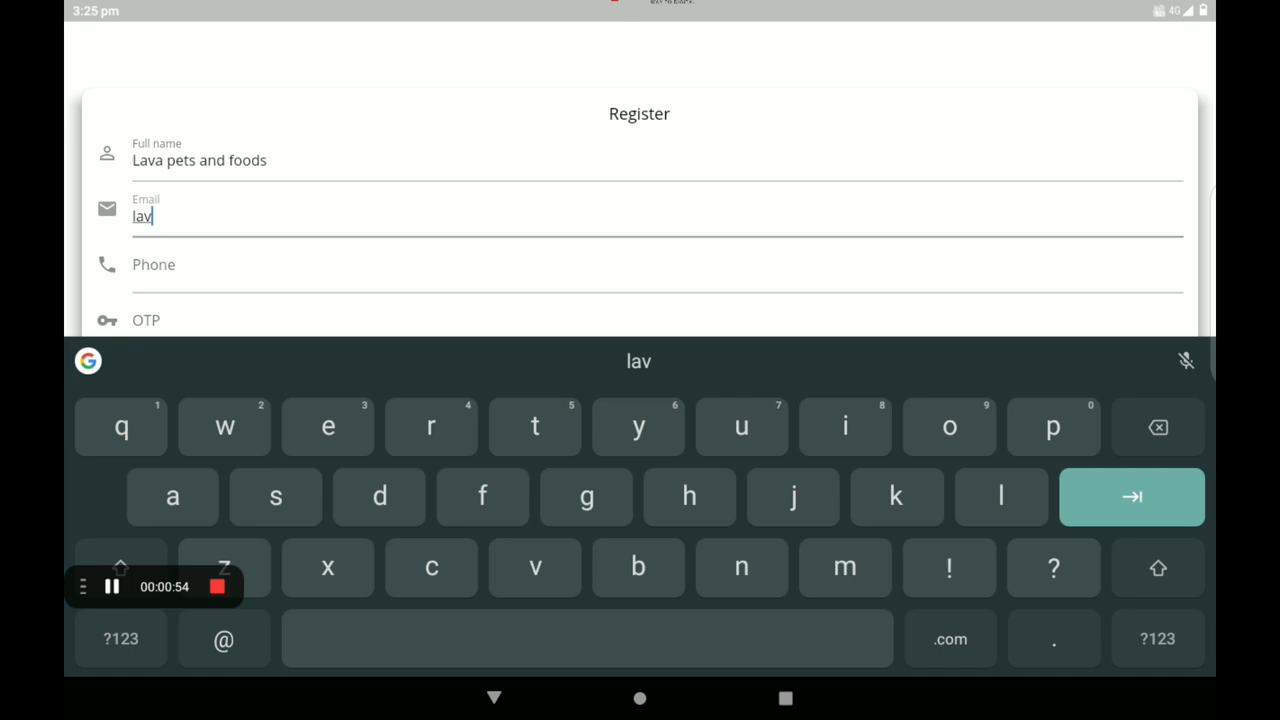 3:25 pm
4G
Register
Full name
Lava pets and foods
Email
lav
Phone
OTP
lav
q 1 w 2 e 3 r 4 t 5 y 6 u 7 i 8 o 9 p 0
a s d f g h j k l
z x c v b n m ! ?
00:00:54
?123 @ .com . ?123